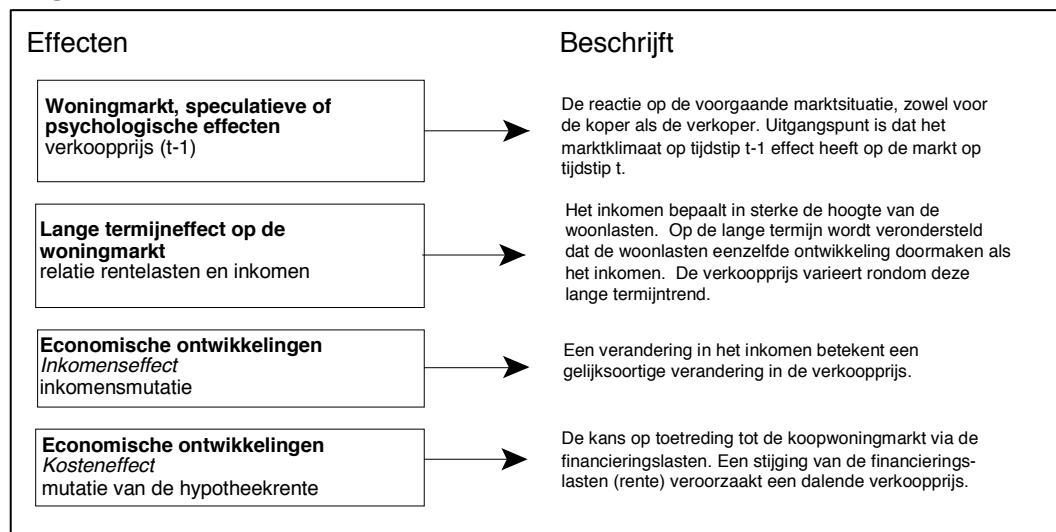 Effecten
Beschrijft
Woningmarkt, speculatieve of
psychologische effecten
verkoopprijs (t-1)
De reactie op de voorgaande marktsituatie, zowel voor
de koper als de verkoper. Uitgangspunt is dat het
marktklimaat op tijdstip t-1 effect heeft op de markt op
tijdstip t.
Lange termijneffect op de
woningmarkt
relatie rentelasten en inkomen
Het inkomen bepaalt in sterke de hoogte van de
woonlasten. Op de lange termijn wordt verondersteld
dat de woonlasten eenzelfde ontwikkeling doormaken als
het inkomen. De verkoopprijs varieert rondom deze
lange termijntrend.
Economische ontwikkelingen
Inkomenseffect
inkomensmutatie
Een verandering in het inkomen betekent een
gelijksoortige verandering in de verkoopprijs.
Economische ontwikkelingen
Kosteneffect
mutatie van de hypotheekrente
De kans op toetreding tot de koopwoningmarkt via de
financieringslasten. Een stijging van de financierings-
lasten (rente) veroorzaakt een dalende verkoopprijs.